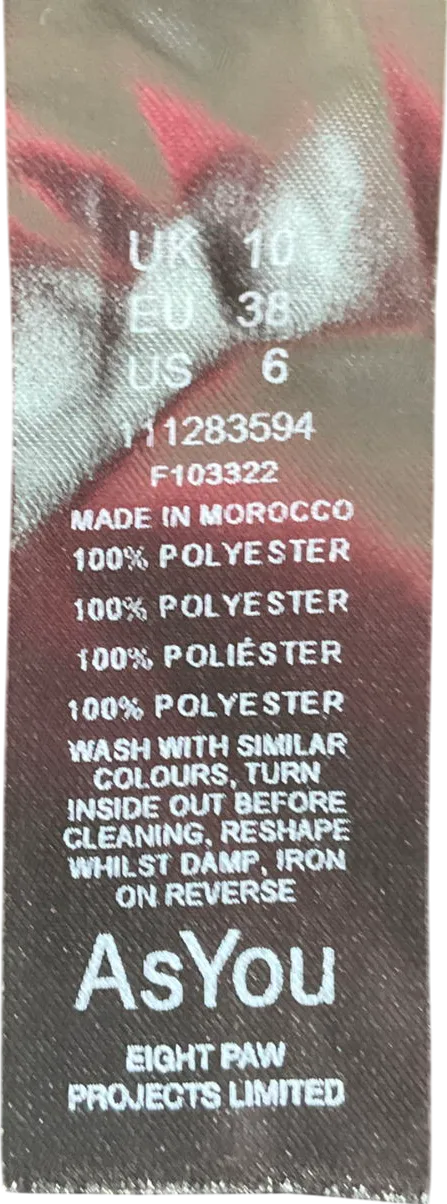 UK 10
EU 38
US 6
111283594
F103322
MADE IN MOROCCO
100% POLYESTER
100% POLYESTER
100% POLIÉSTER
100% POLYESTER
WASH WITH SIMILAR
COLOURS, TURN
INSIDE OUT BEFORE
CLEANING, RESHAPE
WHILST DAMP, IRON
ON REVERSE
AsYou
EIGHT PAW
PROJECTS LIMITED